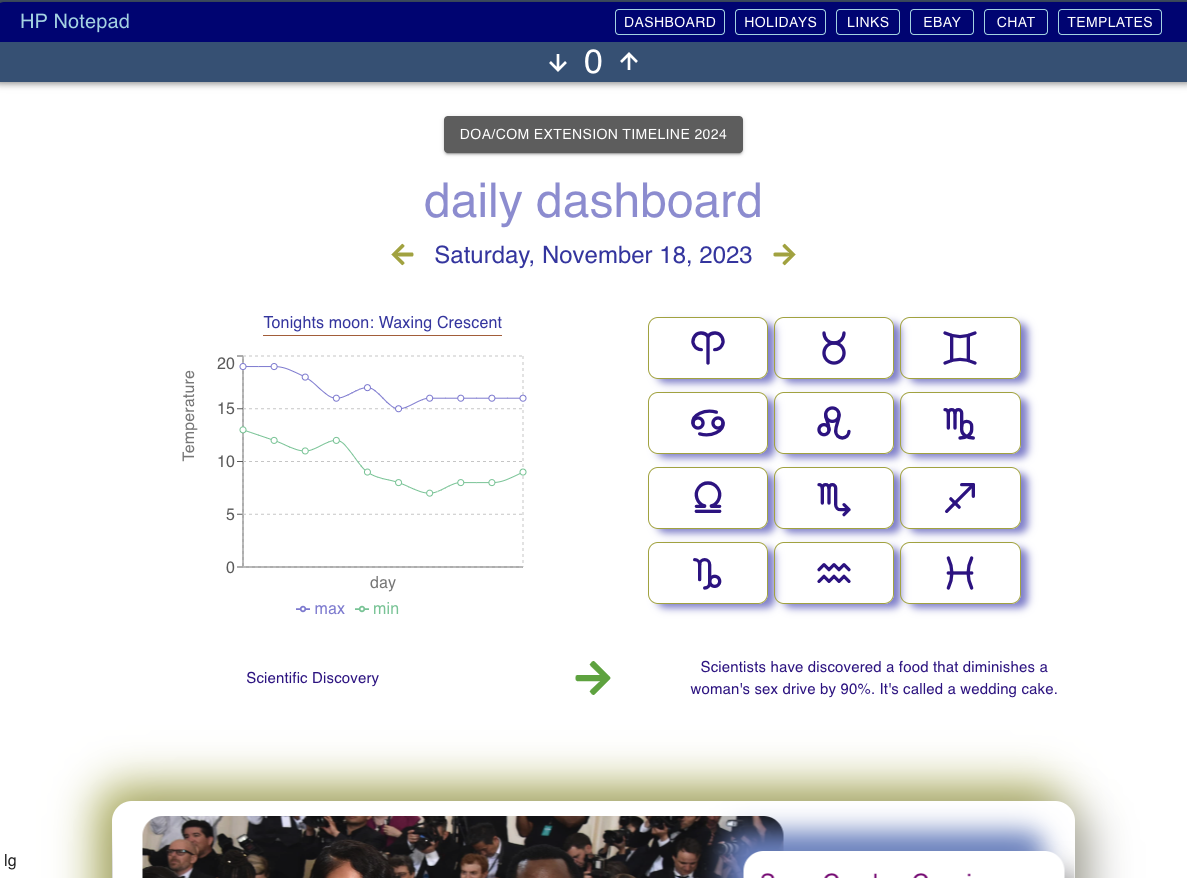 HP Notepad
DASHBOARD
HOLIDAYS
LINKS
EBAY
CHAT
TEMPLATES
0
DOA/COM EXTENSION TIMELINE 2024
daily dashboard
Saturday, November 18, 2023
Tonights moon: Waxing Crescent
20
15
10
5
0
Temperature
day
max
min
♈ ♉ ♊
♋ ♌ ♍
♎ ♏ ♐
♑ ♒ ♓
Scientific Discovery
Scientists have discovered a food that diminishes a
woman's sex drive by 90%. It's called a wedding cake.
lg